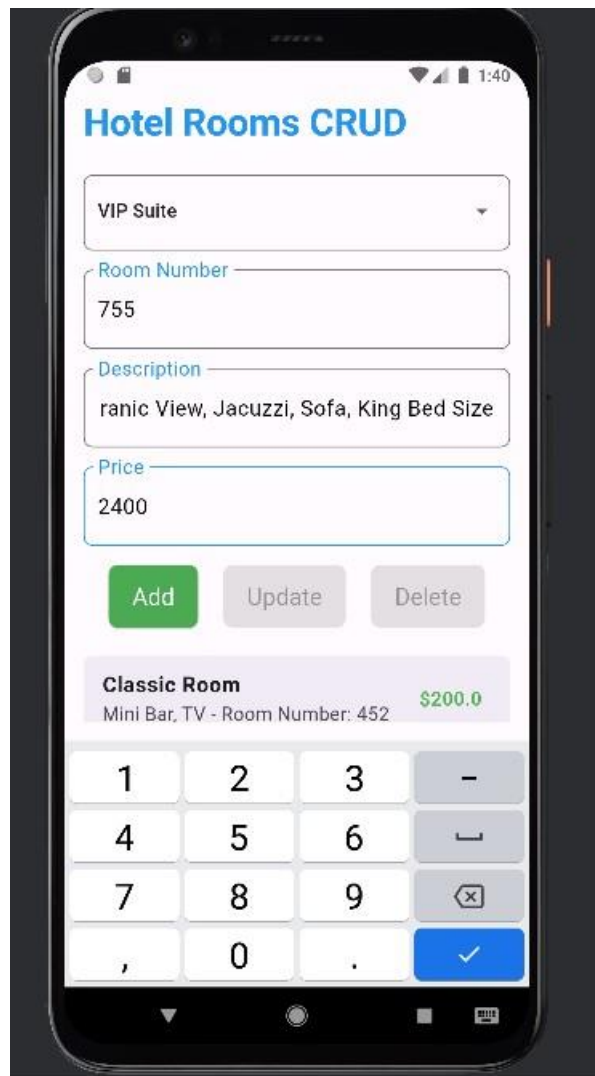 1:40
Hotel Rooms CRUD
VIP Suite
Room Number
755
Description
ranic View, Jacuzzi, Sofa, King Bed Size
Price
2400
Add Update Delete
Classic Room
$200.0
Mini Bar, TV - Room Number: 452
1 2 3 -
4 5 6
7 8 9
, 0 .